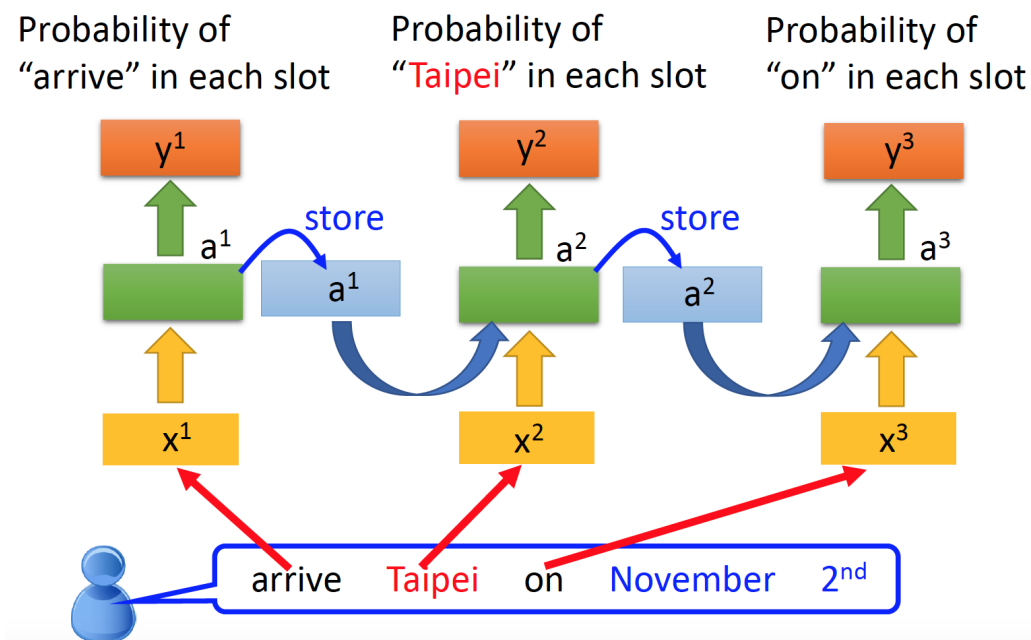 Probability of
"arrive" in each slot
Probability of
"Taipei" in each slot
Probability of
"on" in each slot
y¹
y²
y³
store
store
a¹
a²
a³
a¹
a²
x¹
x²
x³
arrive Taipei on November 2ⁿᵈ